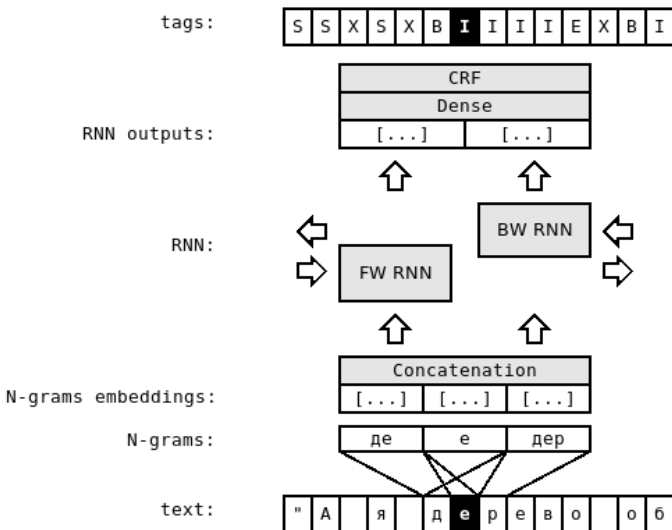 tags: S S X S X B I I I I E X B I
CRF
Dense
RNN outputs: [...] [...]
BW RNN
RNN:
FW RNN
Concatenation
N-grams embeddings: [...] [...] [...]
N-grams: де е дер
text: " А я д е р е в о о б